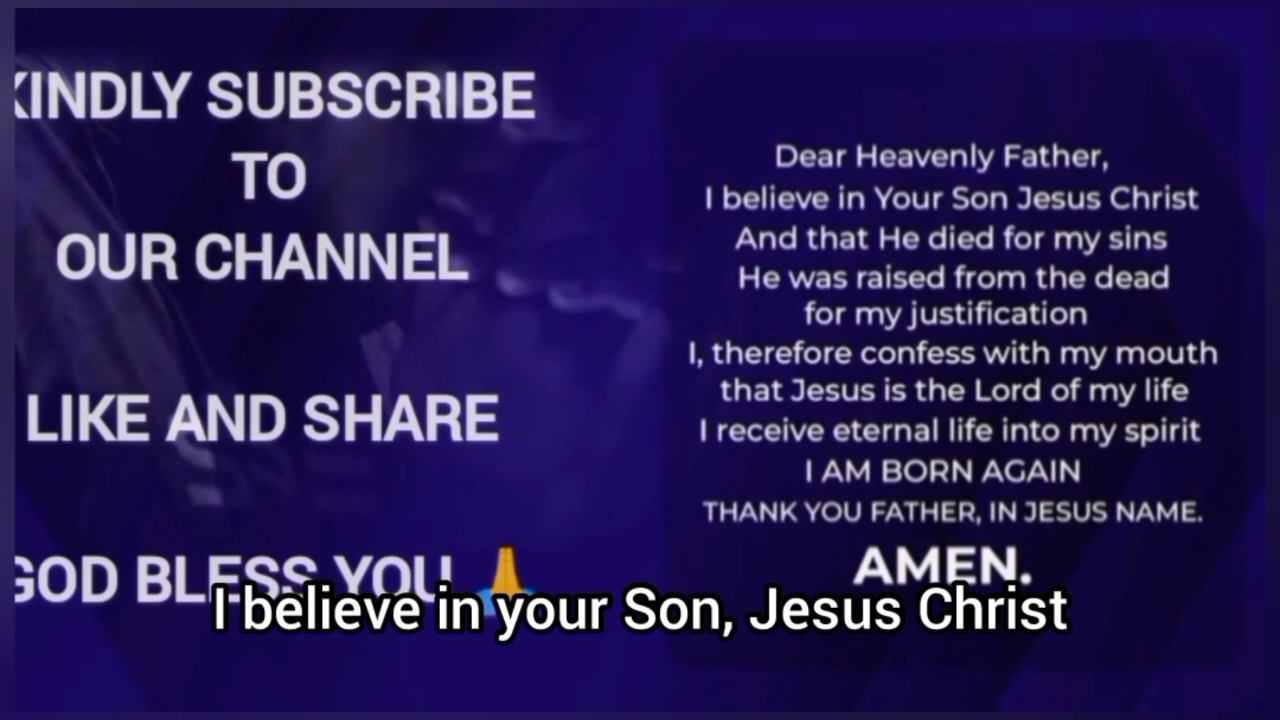 KINDLY SUBSCRIBE
TO
OUR CHANNEL
LIKE AND SHARE
GOD BLESS YOU 🙏
Dear Heavenly Father,
I believe in Your Son Jesus Christ
And that He died for my sins
He was raised from the dead
for my justification
I, therefore confess with my mouth
that Jesus is the Lord of my life
I receive eternal life into my spirit
I AM BORN AGAIN
THANK YOU FATHER, IN JESUS NAME.
AMEN.
I believe in your Son, Jesus Christ